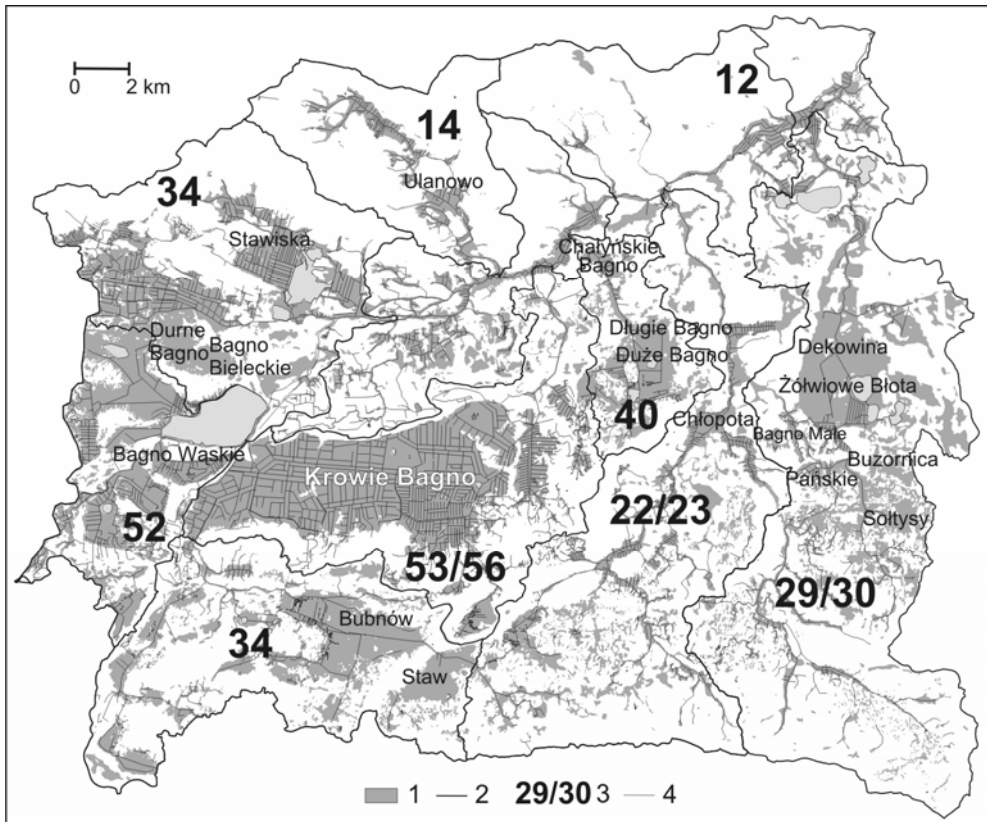 0 2 km
12
14
34
Ulanowo
Stawiska
Chałyńskie
Bagno
Durne
Bagno
Bagno
Bieleckie
Długie Bagno
Duże Bagno
Dekowina
Żółwiowe Błota
40
Chłopota
Bagno Małe
Bagno Wąskie
Buzornica
Krowie Bagno
Pańskie
52
22/23
Sołtysy
53/56
29/30
34
Bubnów
Staw
1 2 29/30 3 4